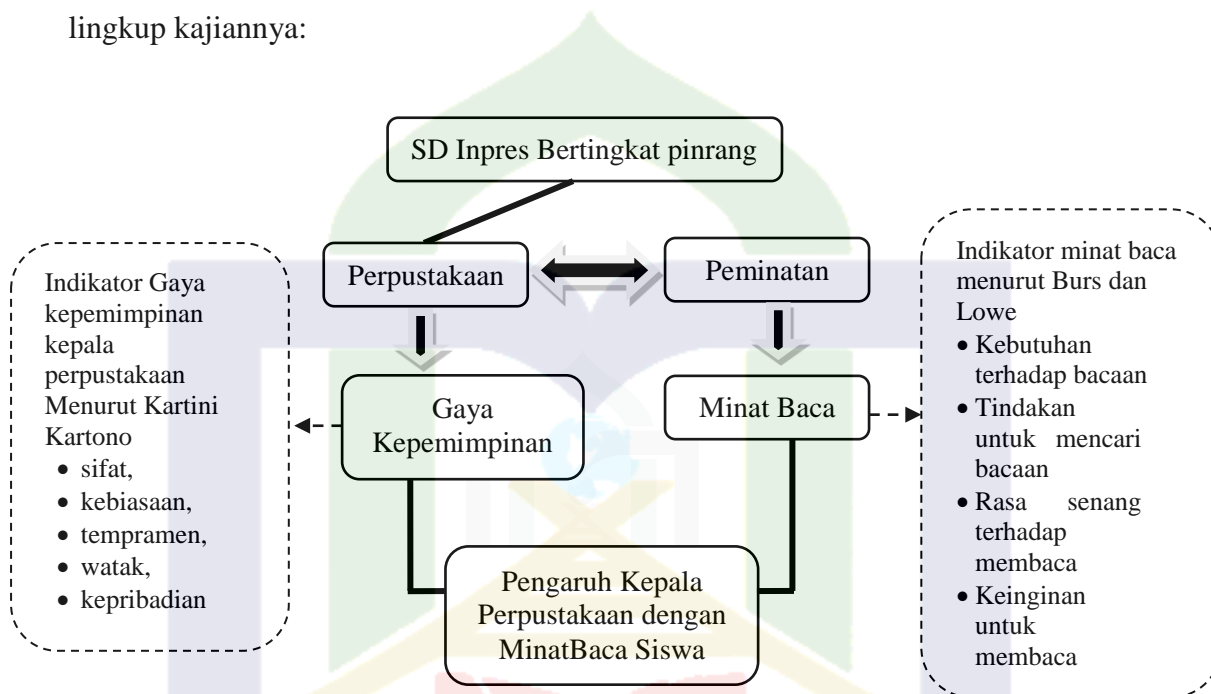 lingkup kajiannya:
SD Inpres Bertingkat pinrang
Perpustakaan
Peminatan
Indikator Gaya
kepemimpinan
kepala
perpustakaan
Menurut Kartini
Kartono
• sifat,
• kebiasaan,
• tempramen,
• watak,
• kepribadian
Gaya
Kepemimpinan
Minat Baca
Indikator minat baca
menurut Burs dan
Lowe
• Kebutuhan
terhadap bacaan
• Tindakan
untuk mencari
bacaan
• Rasa senang
terhadap
membaca
• Keinginan
untuk
membaca
Pengaruh Kepala
Perpustakaan dengan
MinatBaca Siswa